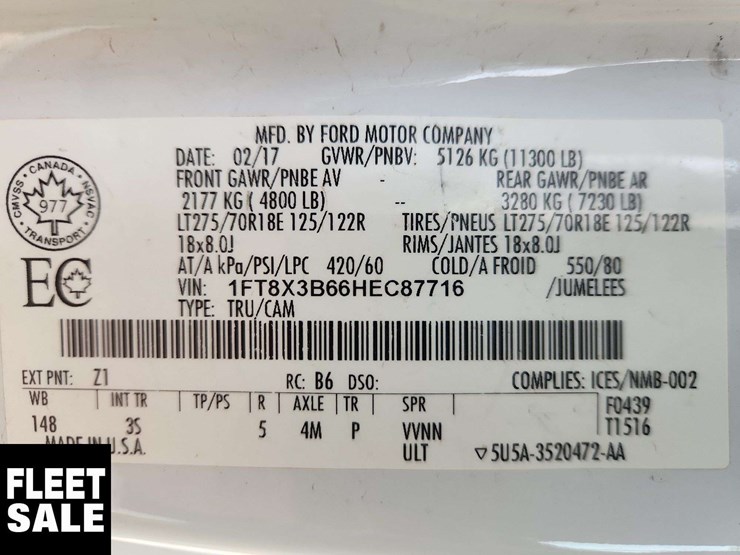 MFD. BY FORD MOTOR COMPANY
DATE: 02/17 GVWR/PNBV: 5126 KG (11300 LB)
FRONT GAWR/PNBE AV - REAR GAWR/PNBE AR
2177 KG ( 4800 LB) -- 3280 KG ( 7230 LB)
LT275/70R18E 125/122R TIRES/PNEUS LT275/70R18E 125/122R
18x8.0J RIMS/JANTES 18x8.0J
AT/A kPa/PSI/LPC 420/60 COLD/A FROID 550/80
VIN: 1FT8X3B66HEC87716 /JUMELEES
TYPE: TRU/CAM
CMVSS · CANADA · NSVAC · TRANSPORT ·
977
EC
EXT PNT: Z1 RC: B6 DSO: COMPLIES: ICES/NMB-002
WB | INT TR | TP/PS | R | AXLE | TR | SPR F0439
148 3S 5 4M P VVNN T1516
MADE IN U.S.A. ULT ▽5U5A-3520472-AA
FLEET
SALE